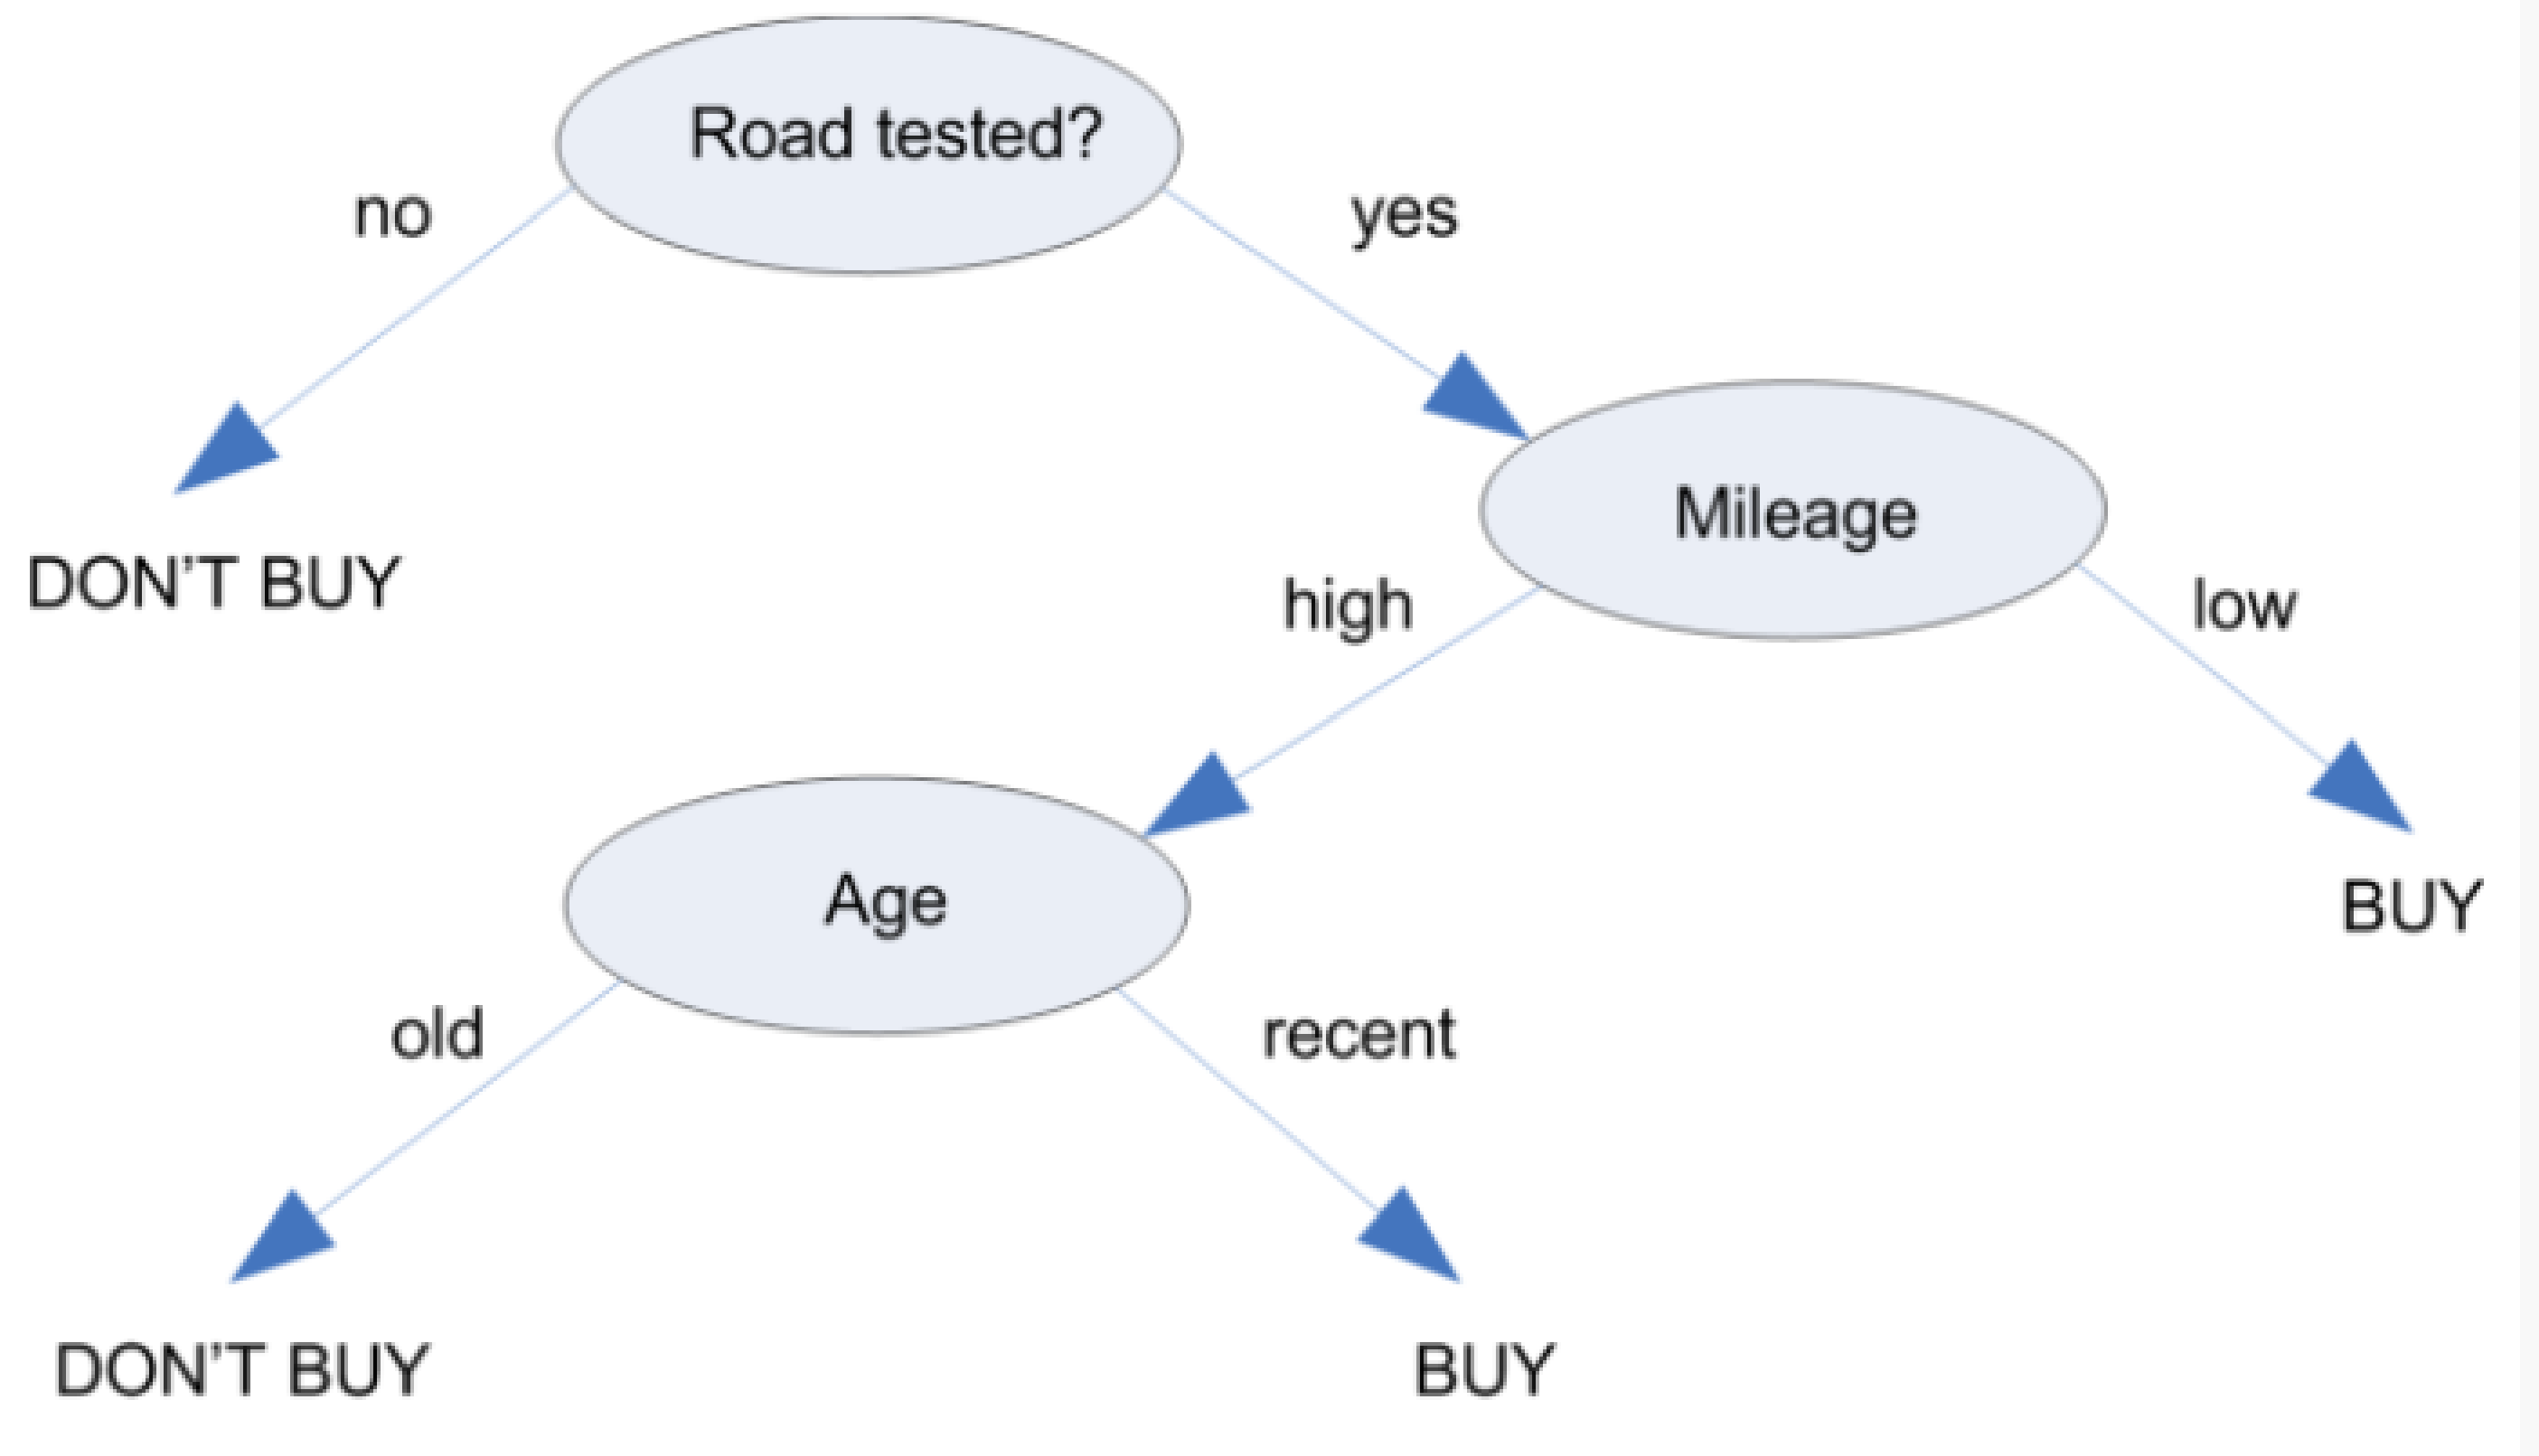 Road tested?
no
yes
Mileage
DON’T BUY
high
low
Age
BUY
old
recent
DON’T BUY
BUY